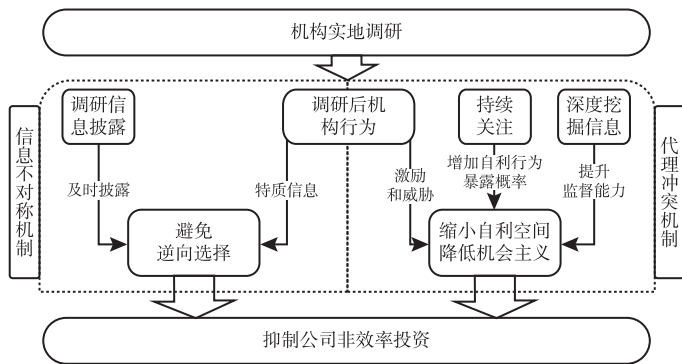 机构实地调研
信息不对称机制
调研信
息披露
调研后机
构行为
持续
关注
深度挖
掘信息
代理冲突机制
及时披露
特质信息
激励
和威胁
增加自利行为
暴露概率
提升
监督能力
避免
逆向选择
缩小自利空间
降低机会主义
抑制公司非效率投资